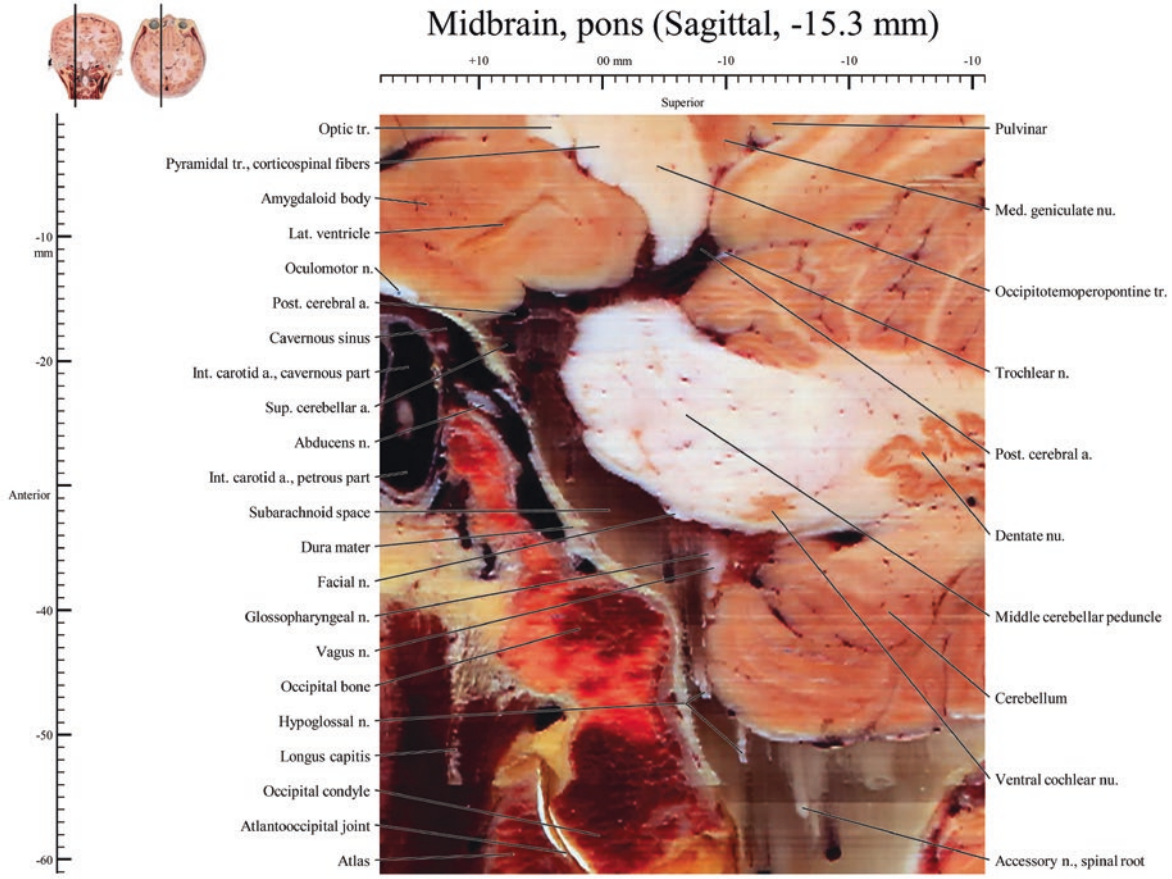 Midbrain, pons (Sagittal, -15.3 mm)
+10 00 mm -10 -10 -10
Superior
-10
mm
-20
Anterior
-40
-50
-60
Optic tr.
Pyramidal tr., corticospinal fibers
Amygdaloid body
Lat. ventricle
Oculomotor n.
Post. cerebral a.
Cavernous sinus
Int. carotid a., cavernous part
Sup. cerebellar a.
Abducens n.
Int. carotid a., petrous part
Subarachnoid space
Dura mater
Facial n.
Glossopharyngeal n.
Vagus n.
Occipital bone
Hypoglossal n.
Longus capitis
Occipital condyle
Atlantooccipital joint
Atlas
Pulvinar
Med. geniculate nu.
Occipitotemoperopontine tr.
Trochlear n.
Post. cerebral a.
Dentate nu.
Middle cerebellar peduncle
Cerebellum
Ventral cochlear nu.
Accessory n., spinal root